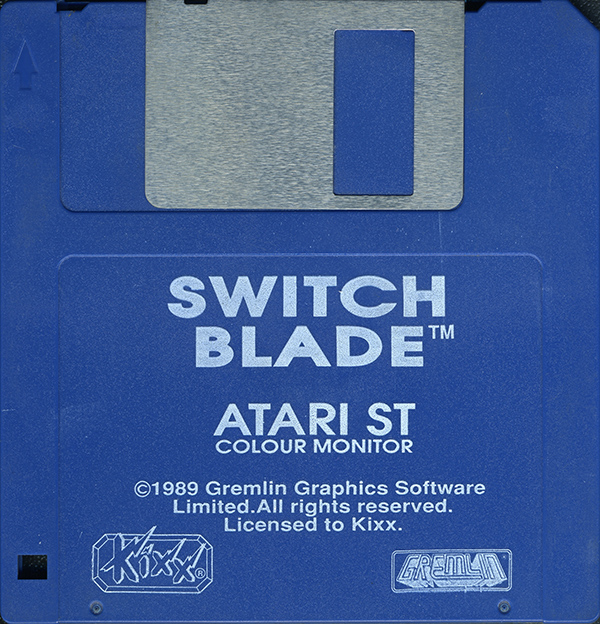 SWITCH
BLADE™
ATARI ST
COLOUR MONITOR
©1989 Gremlin Graphics Software
Limited.All rights reserved.
Licensed to Kixx.
Kixx®
GREMLIN